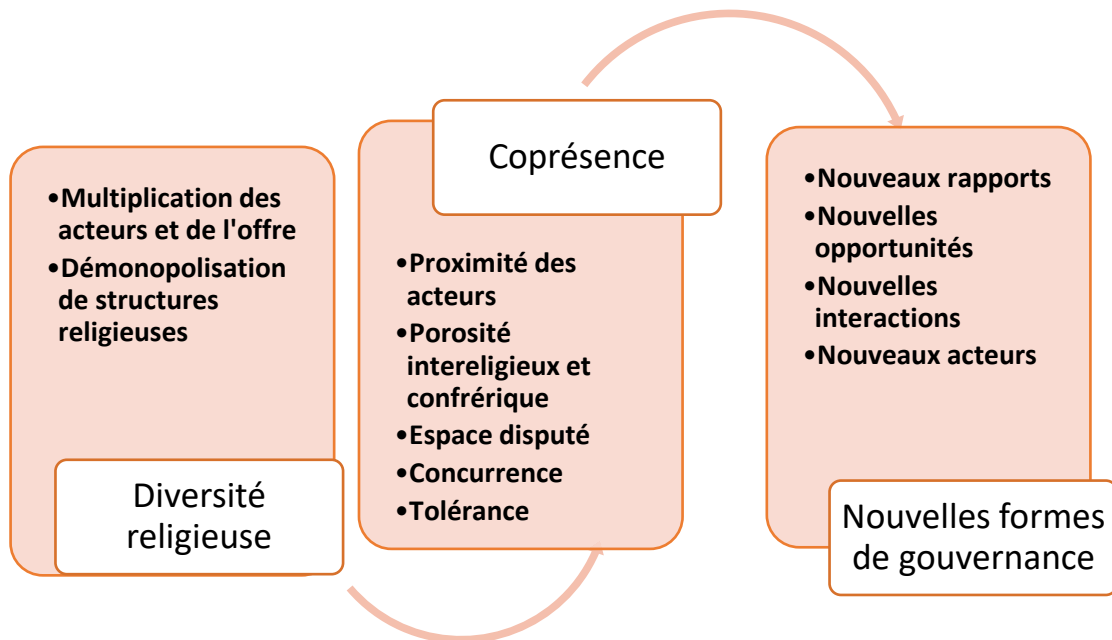 •Multiplication des
acteurs et de l'offre
•Démonopolisation
de structures
religieuses
Diversité
religieuse
Coprésence
•Proximité des
acteurs
•Porosité
intereligieux et
confrérique
•Espace disputé
•Concurrence
•Tolérance
•Nouveaux rapports
•Nouvelles
opportunités
•Nouvelles
interactions
•Nouveaux acteurs
Nouvelles formes
de gouvernance